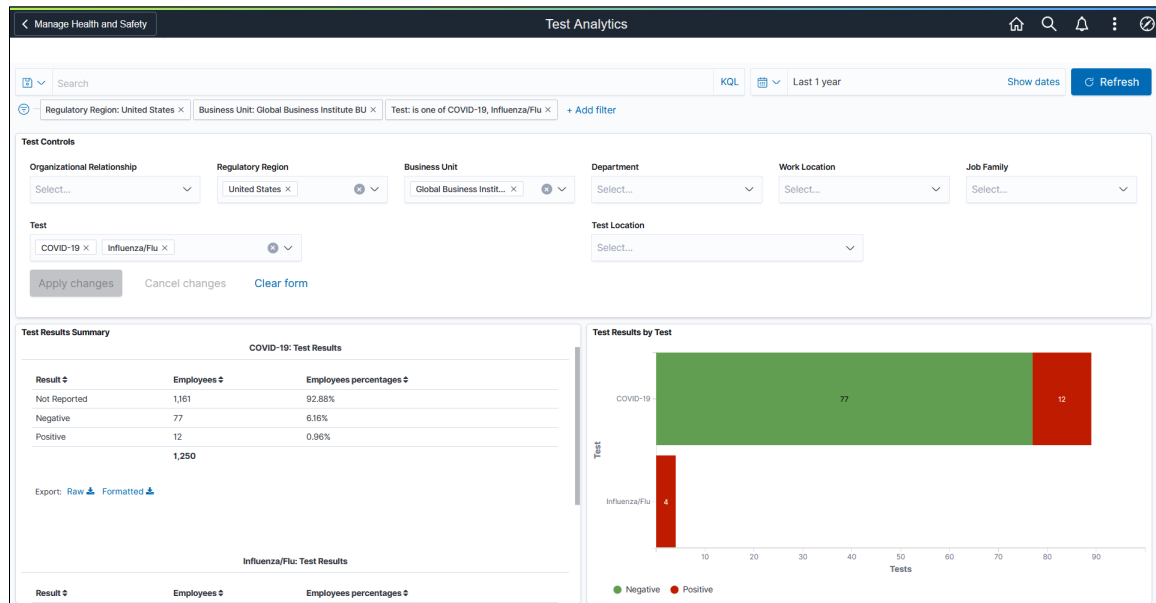 Manage Health and Safety
Test Analytics
Search
KQL
Last 1 year
Show dates
Refresh
Regulatory Region: United States ×
Business Unit: Global Business Institute BU ×
Test: is one of COVID-19, Influenza/Flu ×
+ Add filter
Test Controls
Organizational Relationship
Regulatory Region
Business Unit
Department
Work Location
Job Family
Select...
United States ×
Global Business Instit... ×
Select...
Select...
Select...
Test
Test Location
COVID-19 ×
Influenza/Flu ×
Select...
Apply changes
Cancel changes
Clear form
Test Results Summary
COVID-19: Test Results
Result Employees Employees percentages
Not Reported 1,161 92.88%
Negative 77 6.16%
Positive 12 0.96%
1,250
Export: Raw Formatted
Influenza/Flu: Test Results
Result Employees Employees percentages
Test Results by Test
COVID-19
77
12
Test
Influenza/Flu
4
10 20 30 40 50 60 70 80 90
Tests
Negative Positive